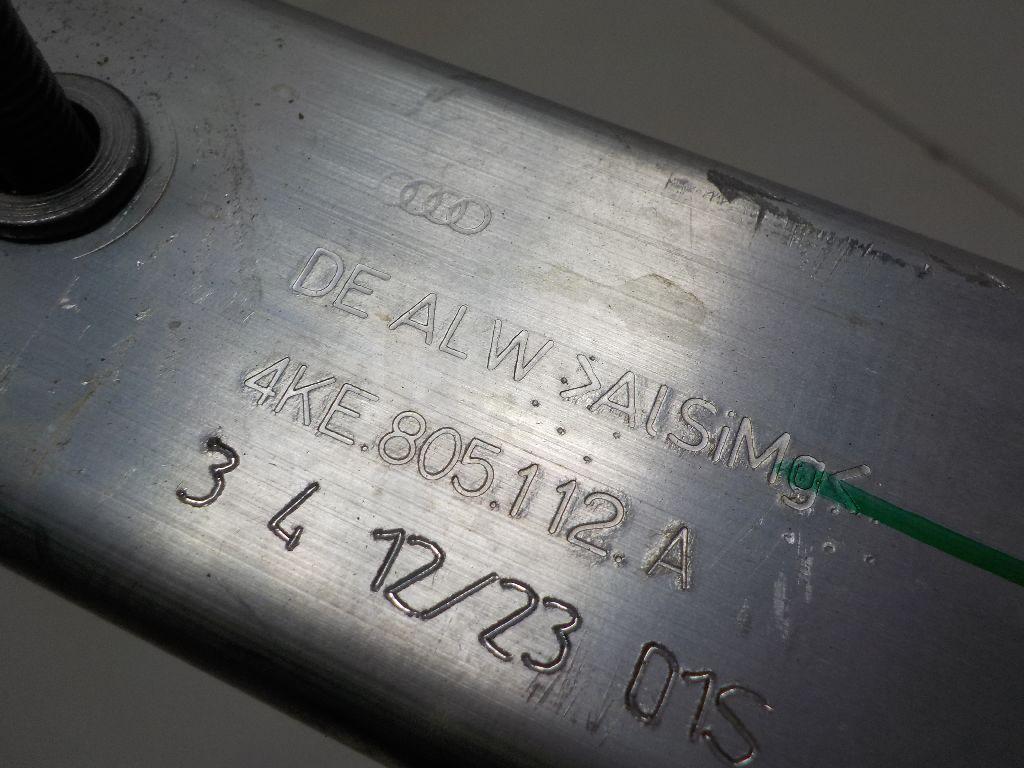 DE ALW >AlSiMg<
4KE.805.112.A
3 4 12/23 01S